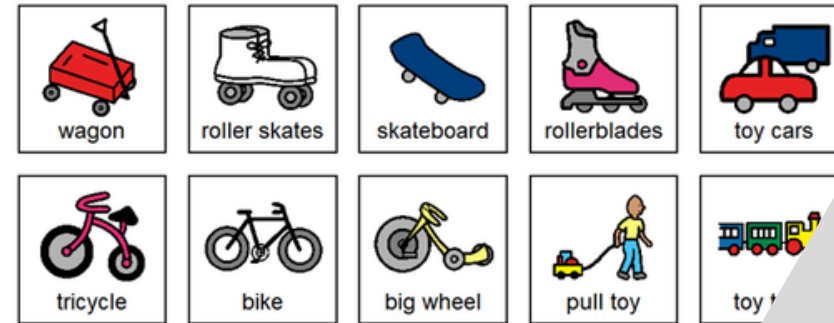 wagon
roller skates
skateboard
rollerblades
toy cars
tricycle
bike
big wheel
pull toy
toy